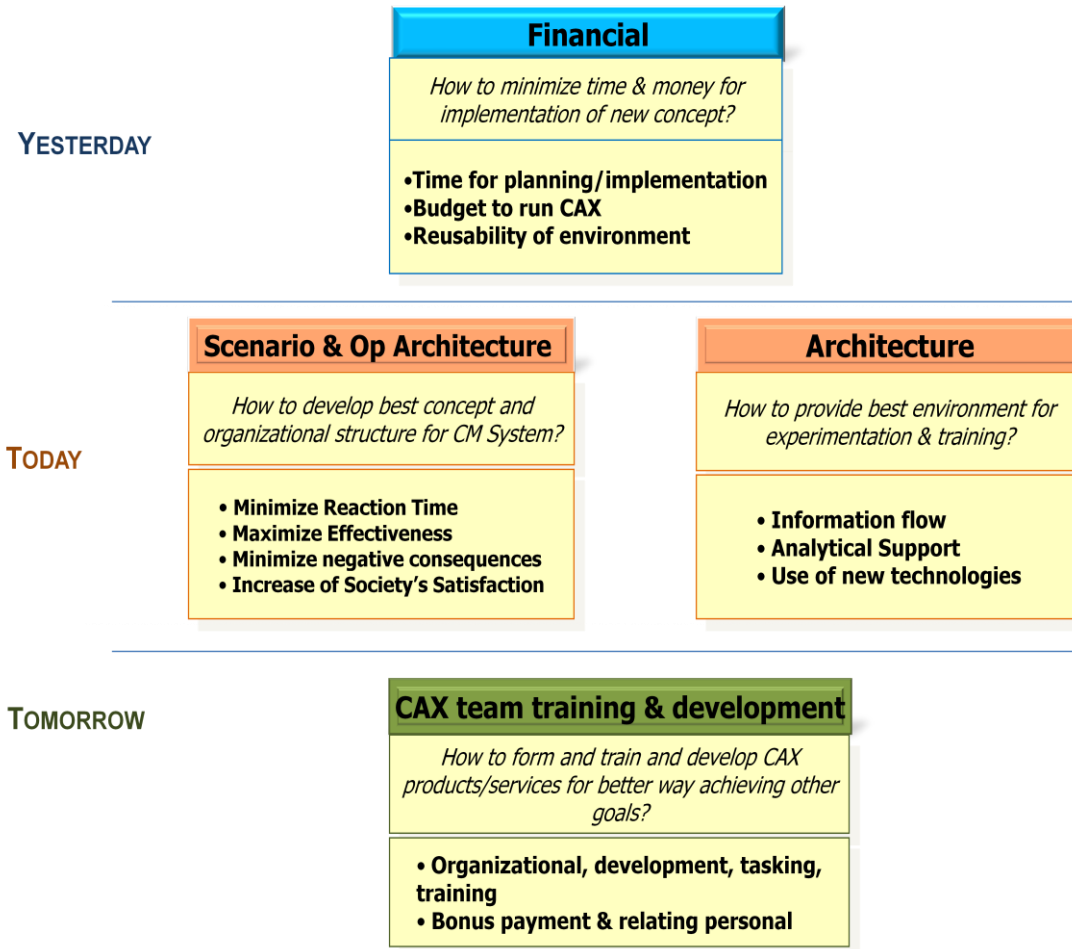 Financial
How to minimize time & money for
implementation of new concept?
YESTERDAY
•Time for planning/implementation
•Budget to run CAX
•Reusability of environment
Scenario & Op Architecture
How to develop best concept and
organizational structure for CM System?
• Minimize Reaction Time
• Maximize Effectiveness
• Minimize negative consequences
• Increase of Society's Satisfaction
Architecture
How to provide best environment for
experimentation & training?
• Information flow
• Analytical Support
• Use of new technologies
TODAY
TOMORROW
CAX team training & development
How to form and train and develop CAX
products/services for better way achieving other
goals?
• Organizational, development, tasking,
training
• Bonus payment & relating personal